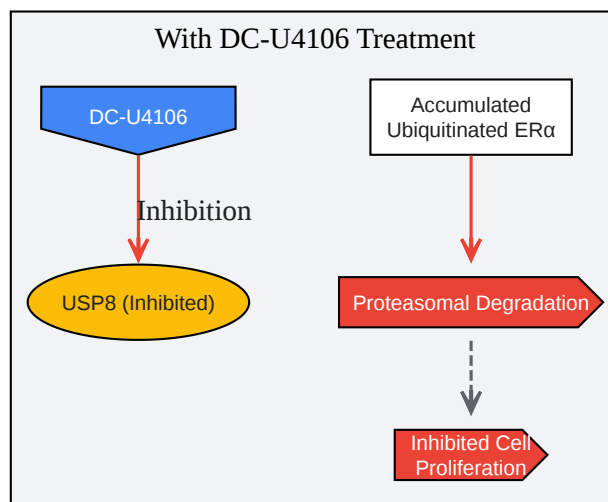 With DC-U4106 Treatment
DC-U4106
Accumulated
Ubiquitinated ERα
Inhibition
USP8 (Inhibited)
Proteasomal Degradation
Inhibited Cell
Proliferation